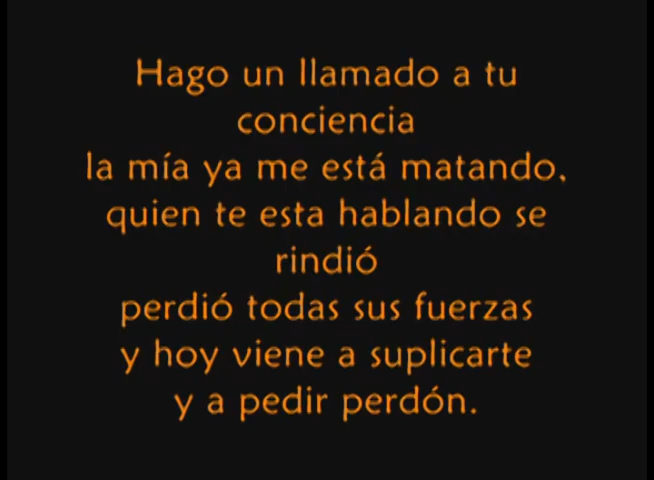 Hago un llamado a tu
conciencia
la mía ya me está matando.
quien te esta hablando se
rindió
perdió todas sus fuerzas
y hoy viene a suplicarte
y a pedir perdón.